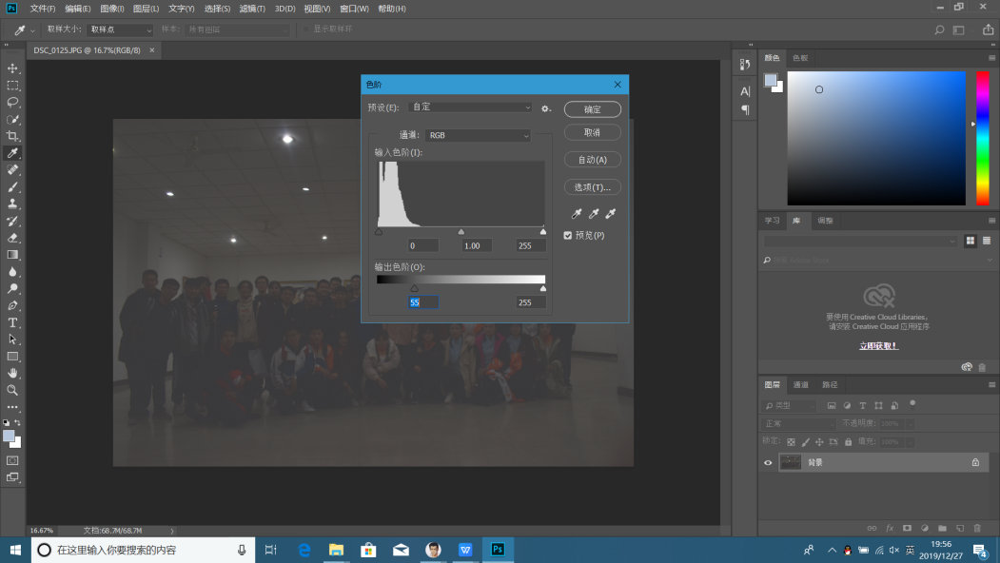 Ps 文件(F) 编辑(E) 图像(I) 图层(L) 文字(Y) 选择(S) 滤镜(T) 3D(D) 视图(V) 窗口(W) 帮助(H)
取样大小: 取样点 样本: 所有图层 显示取样环
DSC_0125.JPG @ 16.7%(RGB/8) ×
色阶
预设(E): 自定
确定
通道: RGB
取消
输入色阶(I):
自动(A)
选项(T)...
预览(P)
0 1.00 255
输出色阶(O):
55 255
颜色 色板
学习 库 调整
要使用 Creative Cloud Libraries,
请安装 Creative Cloud 应用程序
立即获取!
图层 通道 路径
类型
正常 不透明度: 100%
锁定: 填充: 100%
背景
fx
16.67% 文档:68.7M/68.7M
在这里输入你要搜索的内容
Ps
英
19:56
2019/12/27
4